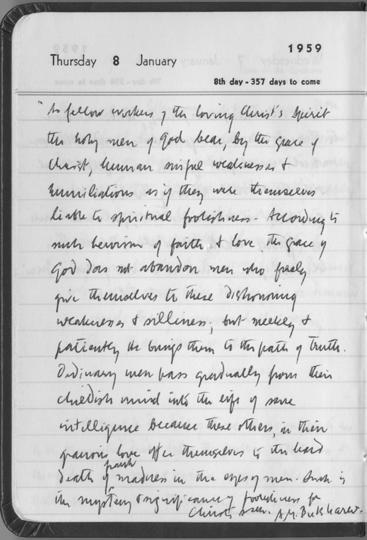 1959
Thursday 8 January
8th day - 357 days to come
"As fellow workers of the loving Christ's Spirit
the holy men of God bear, by the grace of
Christ, human sinful weaknesses &
humiliations as if they were themselves
liable to spiritual foolishness. According to
such heroism of faith & love the grace of
God does not abandon men who freely
give themselves to these dishonouring
weaknesses & silliness, but meekly &
patiently He brings them to the path of Truth.
Ordinary men pass gradually from their
childish mind into the life of sane
intelligence because these others, in their
love offer themselves to the
death of madness in the eyes of men. Such is
the mystery & significance of foolishness for
Christ's sake. A.M. Bukharev.